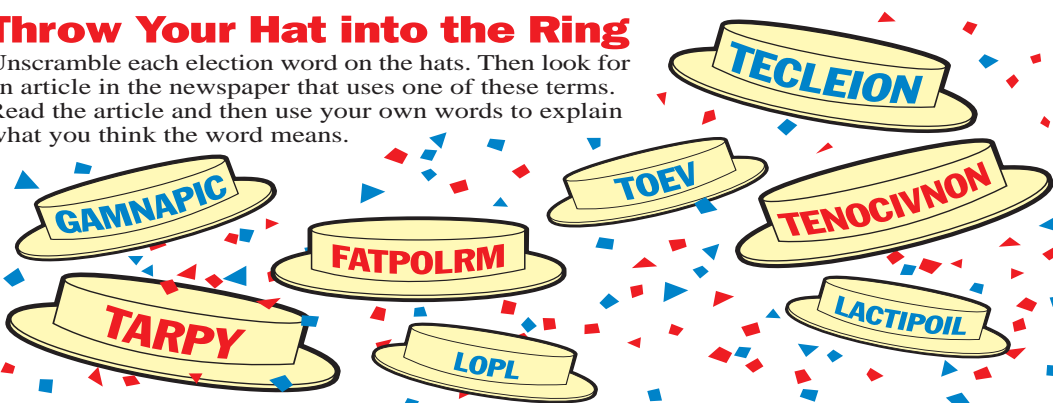 Throw Your Hat into the Ring
Unscramble each election word on the hats. Then look for
an article in the newspaper that uses one of these terms.
Read the article and then use your own words to explain
what you think the word means.
TECLEION
GAMNAPIC
TOEV
TENOCIVNON
FATPOLRM
TARPY
LOPL
LACTIPOIL